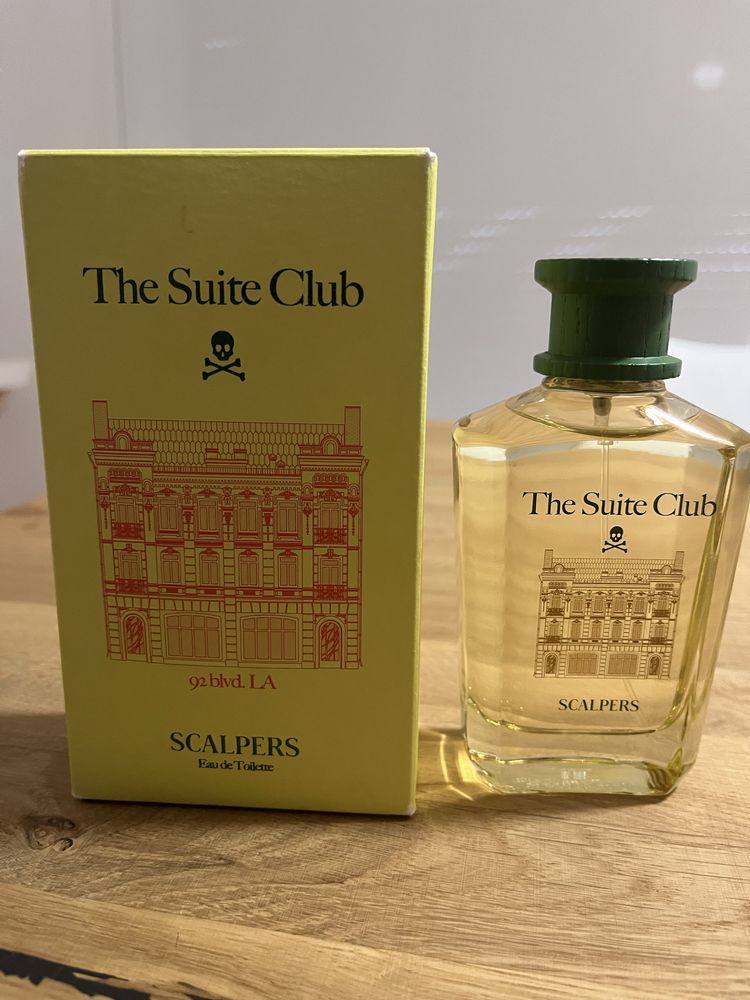 The Suite Club
92 blvd. LA
SCALPERS
Eau de Toilette
The Suite Club
SCALPERS